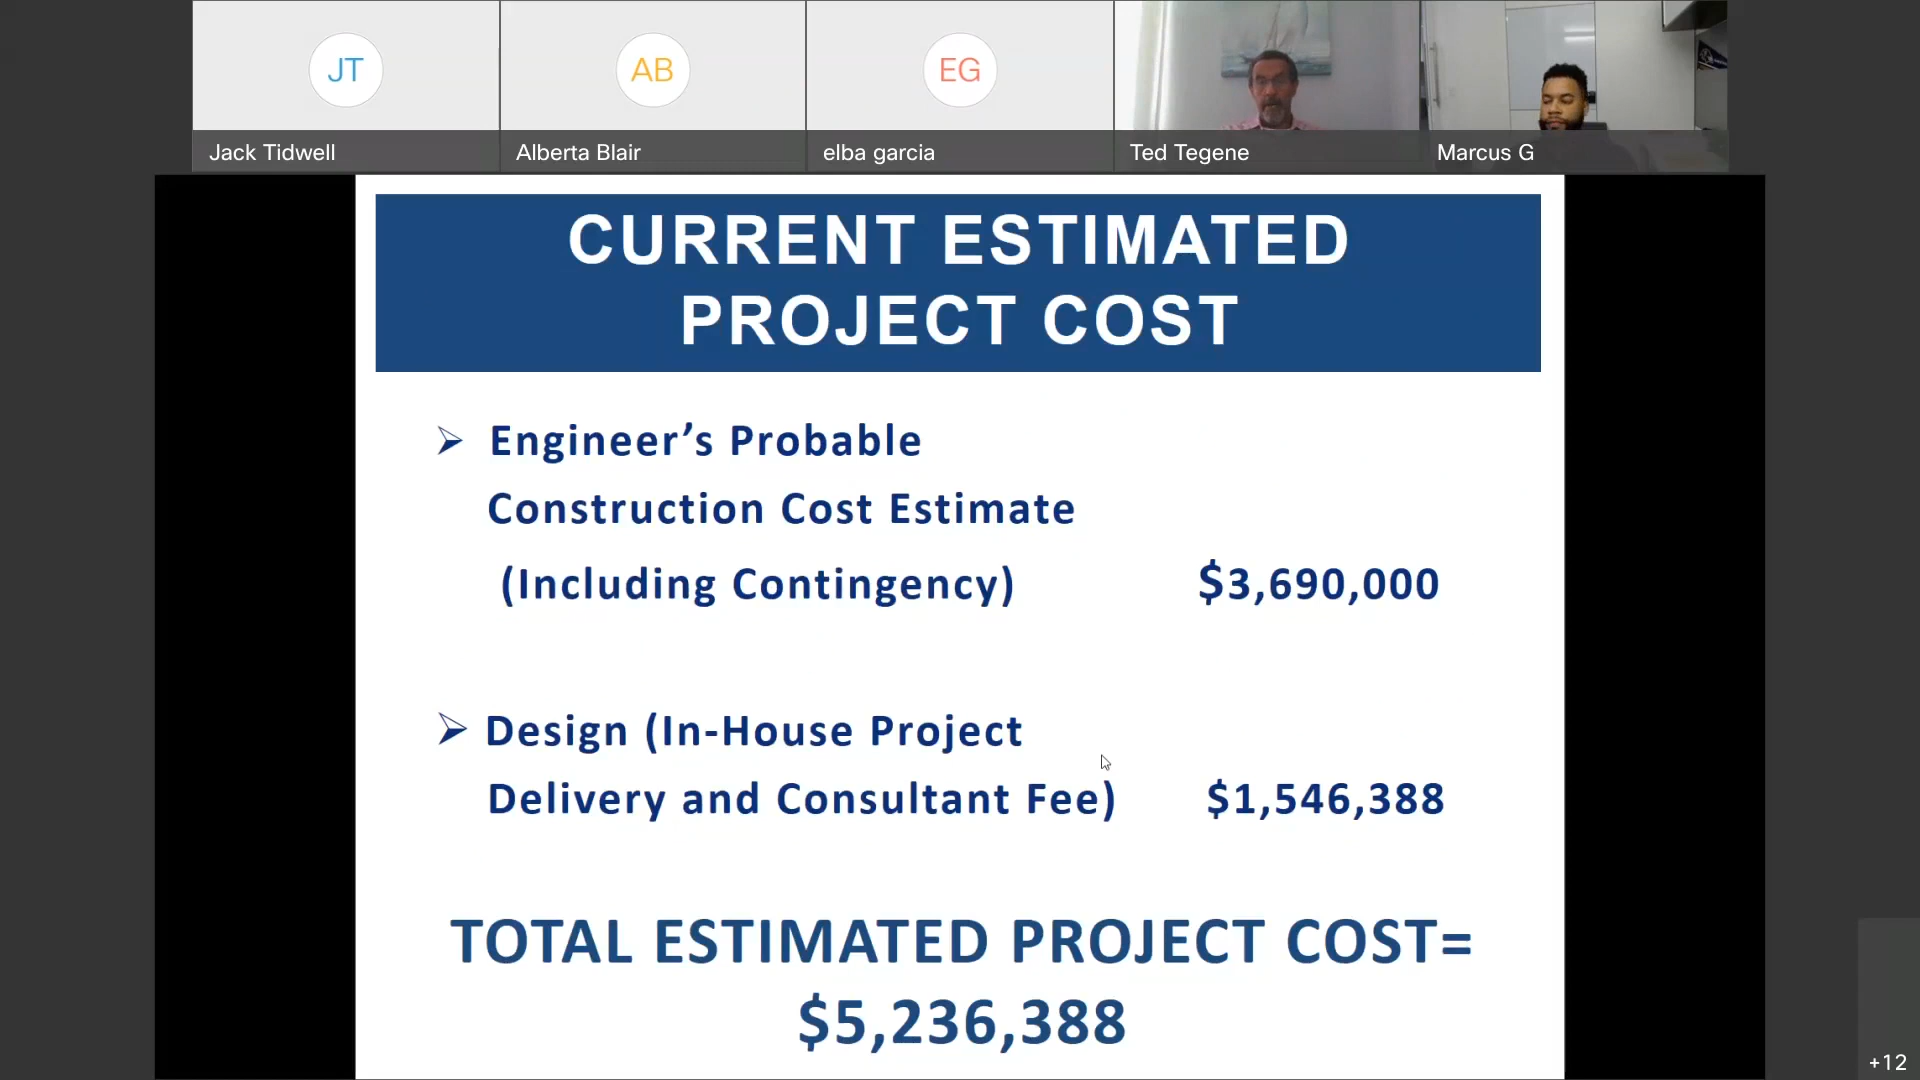 JT
AB
EG
Jack Tidwell
Alberta Blair
elba garcia
Ted Tegene
Marcus G
CURRENT ESTIMATED
PROJECT COST
➢ Engineer’s Probable
Construction Cost Estimate
(Including Contingency) $3,690,000
➢ Design (In-House Project
Delivery and Consultant Fee) $1,546,388
TOTAL ESTIMATED PROJECT COST=
$5,236,388
+12